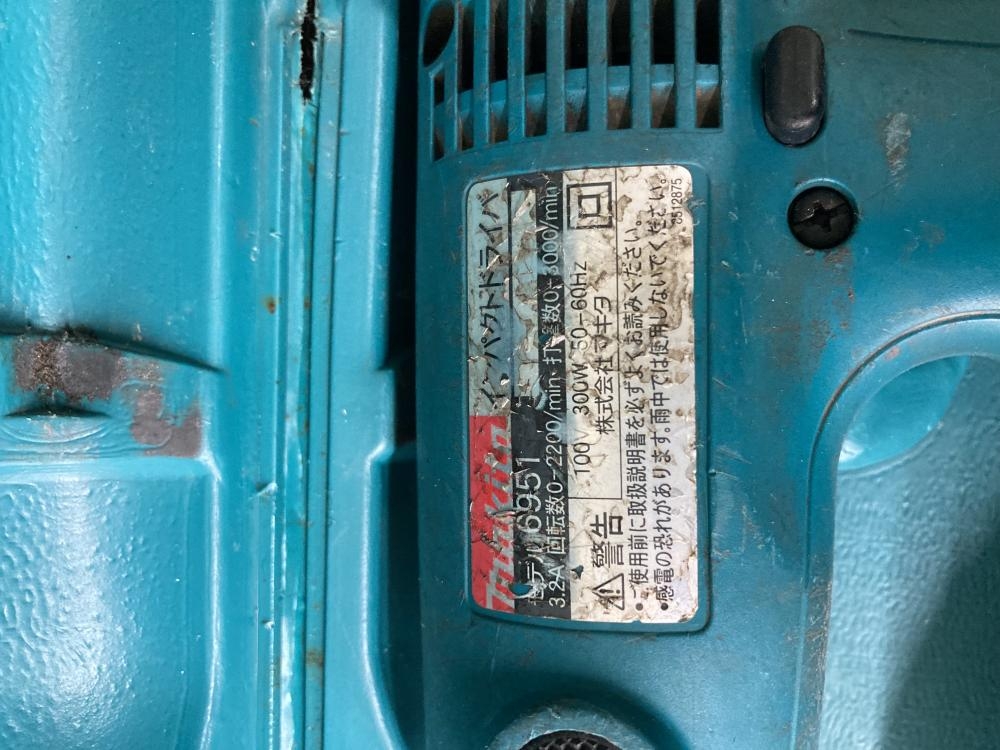 makita インパクトドライバ
モデル 6951
3.2A 回転数0-2200/min 打撃数0-3000/min
100V 300W 50-60Hz
株式会社マキタ
警告
・ご使用前に取扱説明書を必ずよくお読みください。
・感電の恐れがあります。雨中では使用しないでください。
8512875